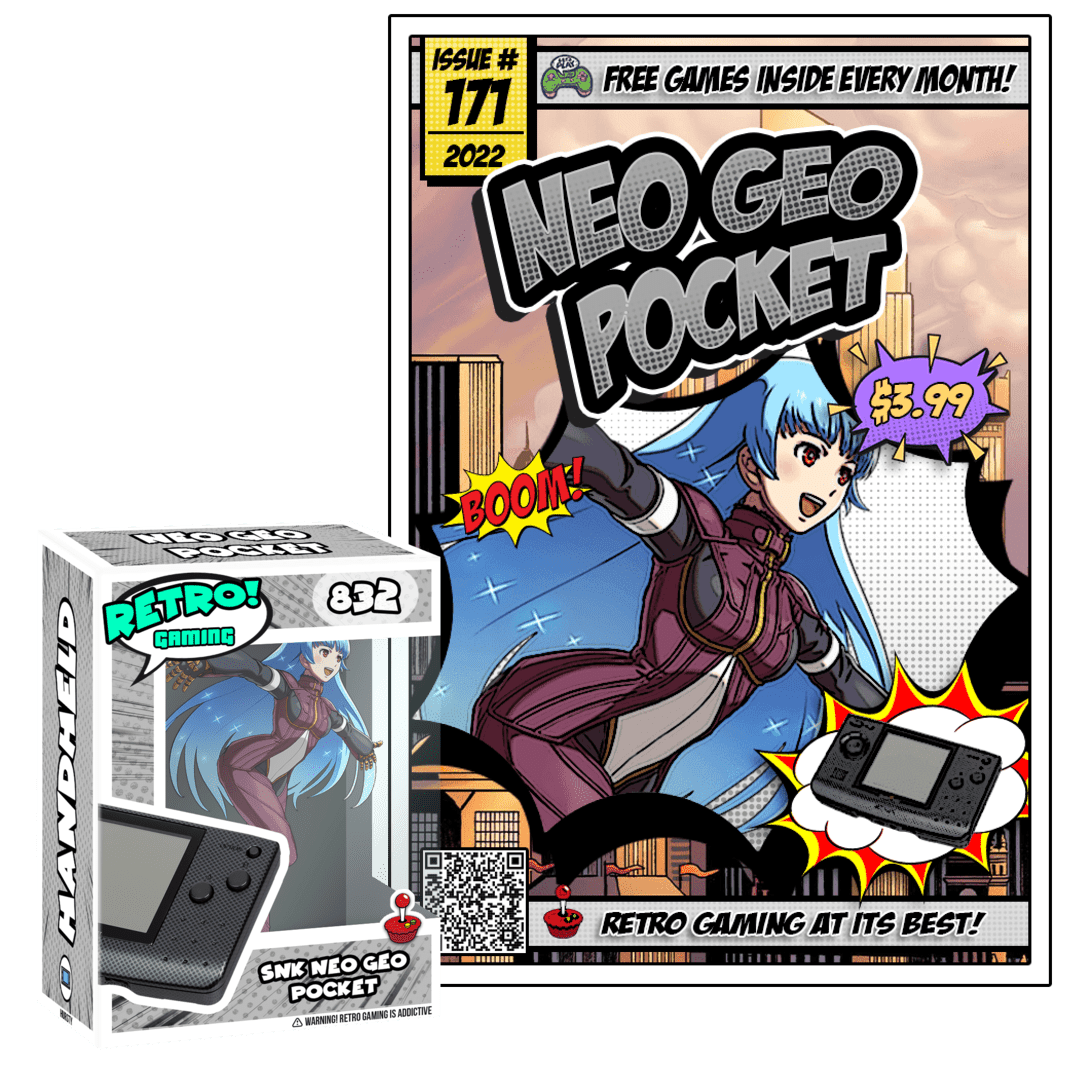 ISSUE #
171
2022
FREE GAMES INSIDE EVERY MONTH!
NEO GEO
POCKET
$3.99
BOOM!
RETRO GAMING AT ITS BEST!
NEO GEO
POCKET
RETRO!
GAMING
832
HANDHELD
SNK NEO GEO
POCKET
WARNING! RETRO GAMING IS ADDICTIVE